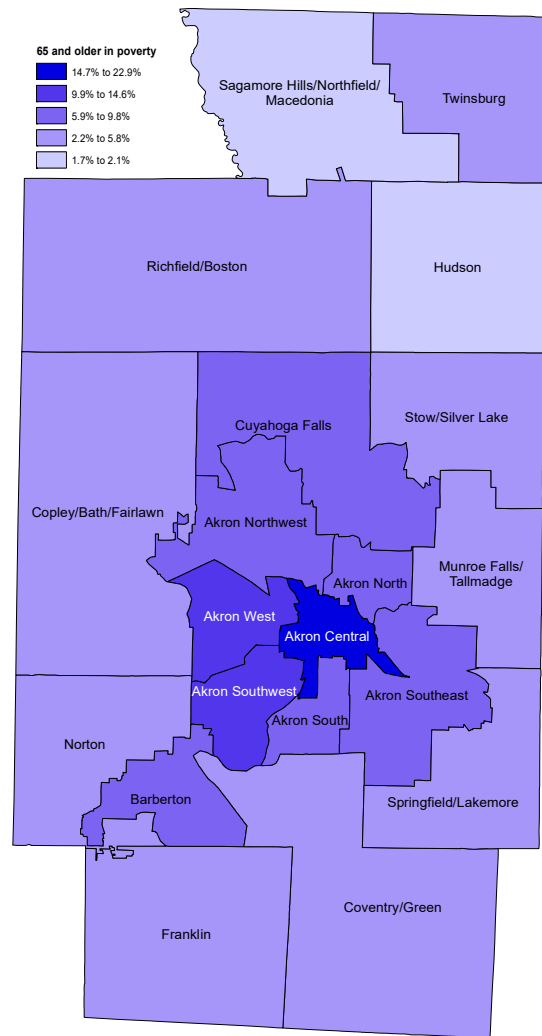 65 and older in poverty
14.7% to 22.9%
9.9% to 14.6%
5.9% to 9.8%
2.2% to 5.8%
1.7% to 2.1%
Sagamore Hills/Northfield/
Macedonia
Twinsburg
Richfield/Boston
Hudson
Cuyahoga Falls
Stow/Silver Lake
Copley/Bath/Fairlawn
Akron Northwest
Munroe Falls/
Tallmadge
Akron North
Akron West
Akron Central
Akron Southwest
Akron Southeast
Akron South
Norton
Barberton
Springfield/Lakemore
Coventry/Green
Franklin